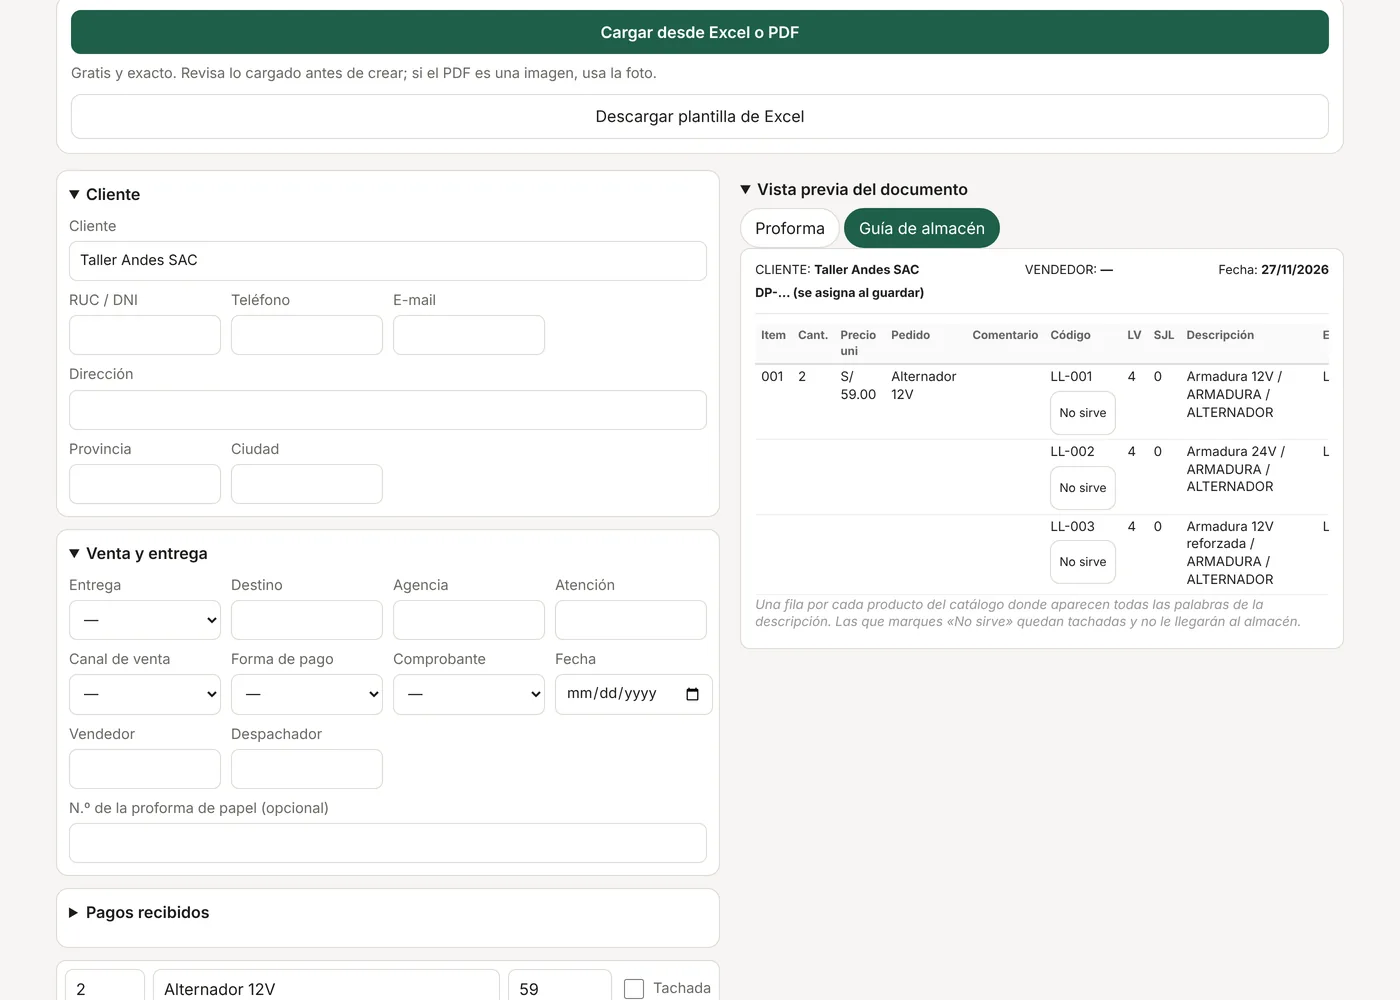 Cargar desde Excel o PDF
Gratis y exacto. Revisa lo cargado antes de crear; si el PDF es una imagen, usa la foto.
Descargar plantilla de Excel
Cliente
Cliente
Taller Andes SAC
RUC / DNI Teléfono E-mail
Dirección
Provincia Ciudad
Venta y entrega
Entrega Destino Agencia Atención
—
Canal de venta Forma de pago Comprobante Fecha
— — — mm/dd/yyyy
Vendedor Despachador
N.º de la proforma de papel (opcional)
Pagos recibidos
2 Alternador 12V 59 Tachada
Vista previa del documento
Proforma Guía de almacén
CLIENTE: Taller Andes SAC VENDEDOR: — Fecha: 27/11/2026
DP-... (se asigna al guardar)
Item Cant. Precio Pedido Comentario Código LV SJL Descripción E
uni
001 2 S/ Alternador LL-001 4 0 Armadura 12V / L
59.00 12V ARMADURA /
No sirve ALTERNADOR
LL-002 4 0 Armadura 24V / L
ARMADURA /
No sirve ALTERNADOR
LL-003 4 0 Armadura 12V L
reforzada /
No sirve ARMADURA /
ALTERNADOR
Una fila por cada producto del catálogo donde aparecen todas las palabras de la
descripción. Las que marques «No sirve» quedan tachadas y no le llegarán al almacén.